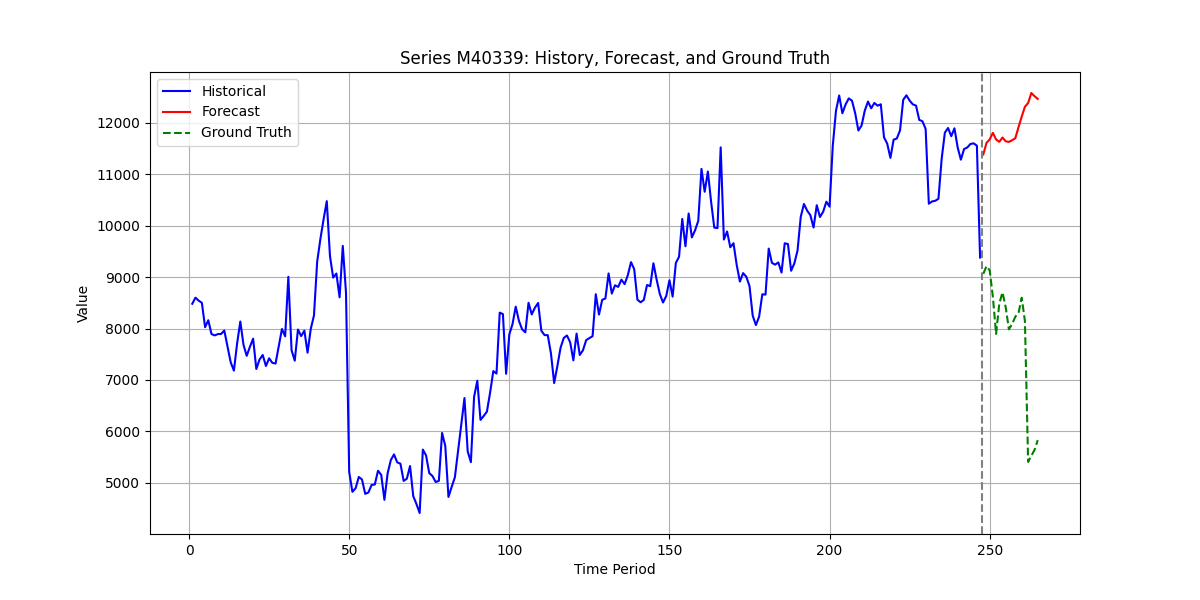 Series M40339: History, Forecast, and Ground Truth
Historical
Forecast
Ground Truth
12000
11000
10000
9000
8000
7000
6000
5000
Value
0 50 100 150 200 250
Time Period